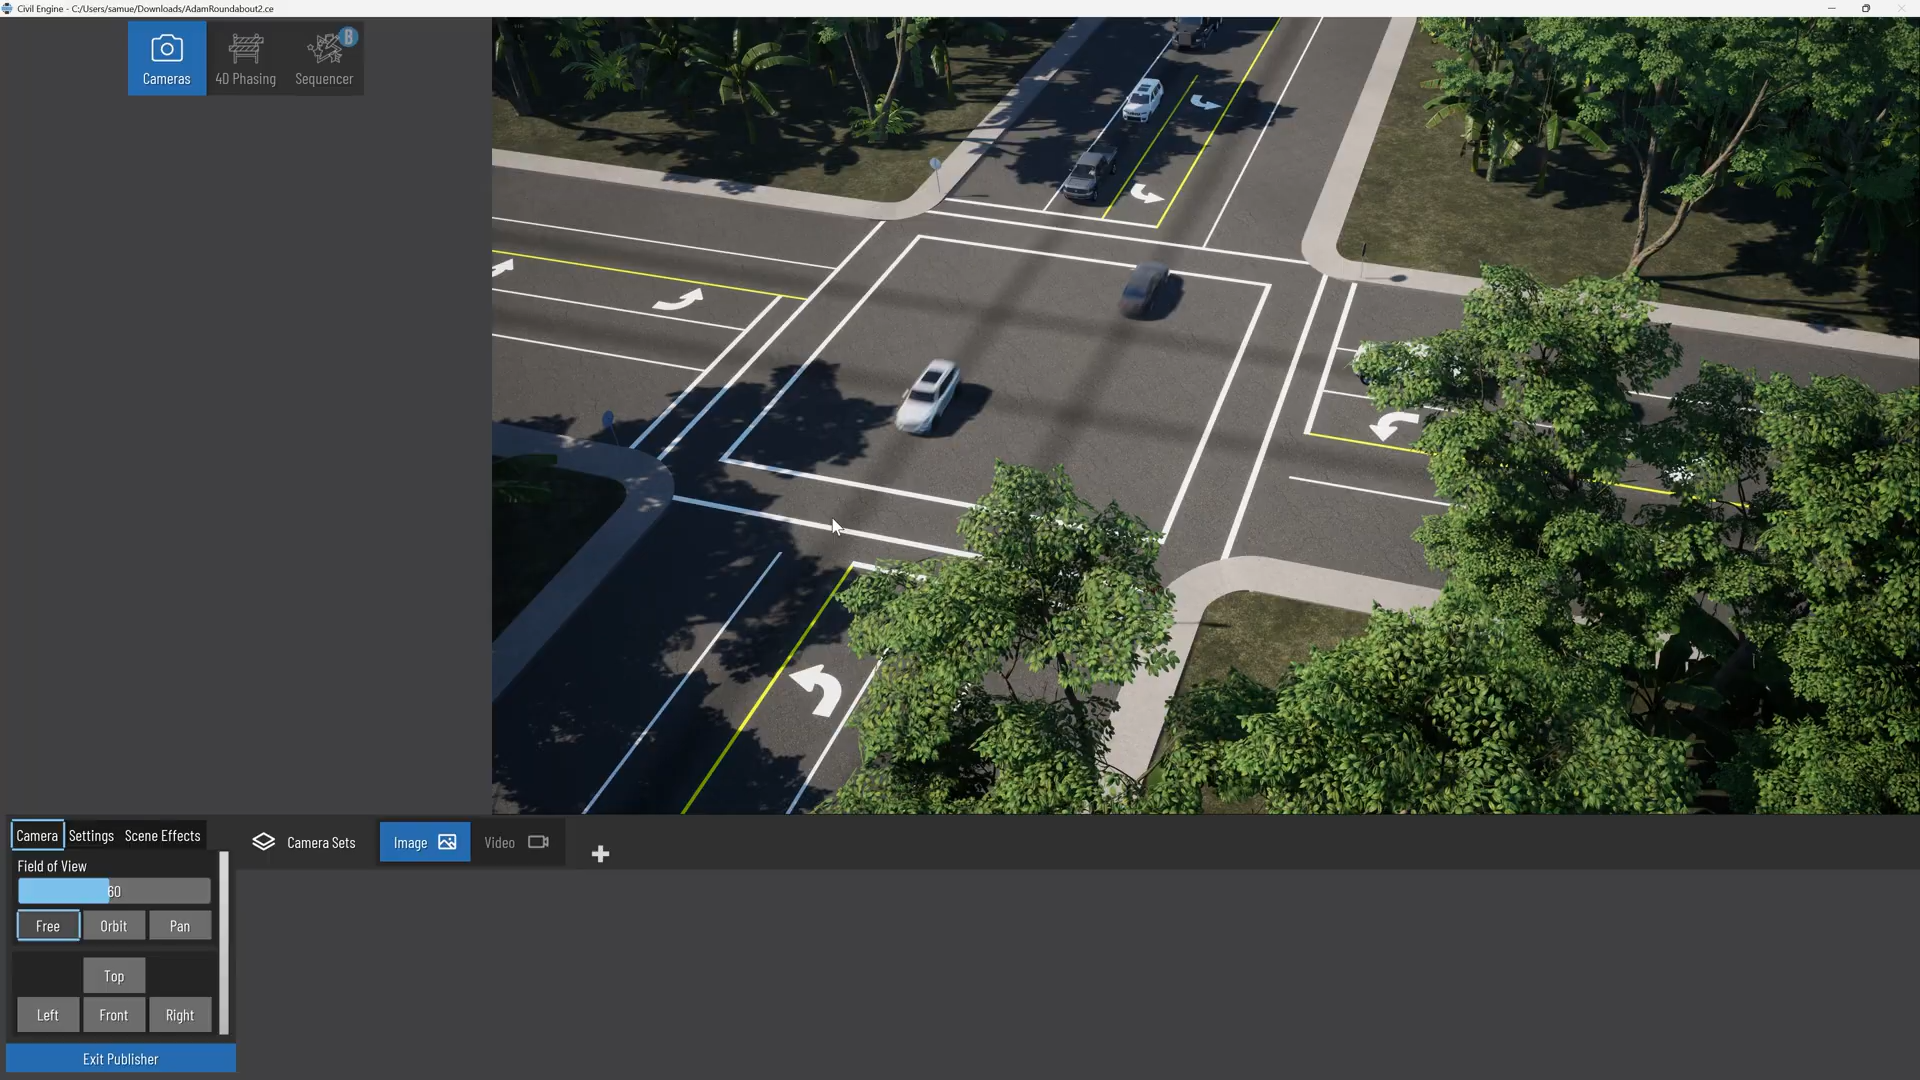 Civil Engine - C:/Users/samue/Downloads/AdamRoundabout2.ce
Cameras
4D Phasing
Sequencer
B
Camera
Settings
Scene Effects
Field of View
60
Free
Orbit
Pan
Top
Left
Front
Right
Exit Publisher
Camera Sets
Image
Video